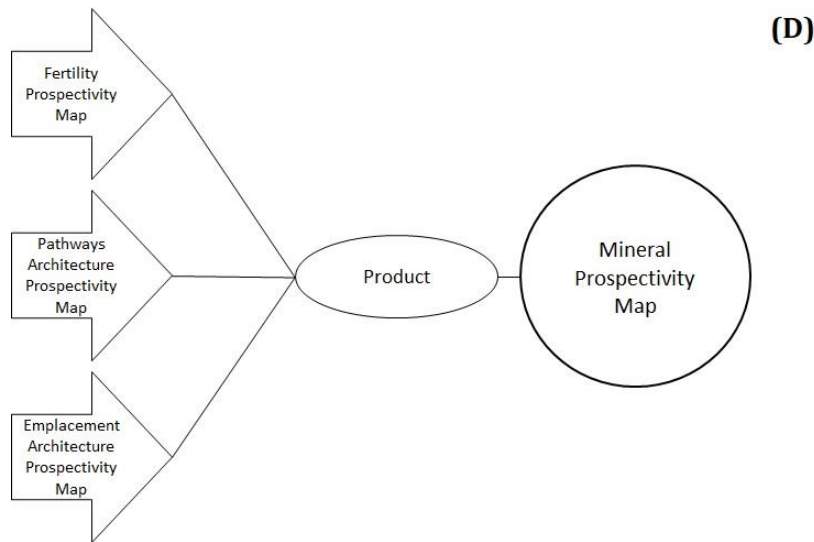 (D)
Fertility
Prospectivity
Map
Pathways
Architecture
Prospectivity
Map
Emplacement
Architecture
Prospectivity
Map
Product
Mineral
Prospectivity
Map